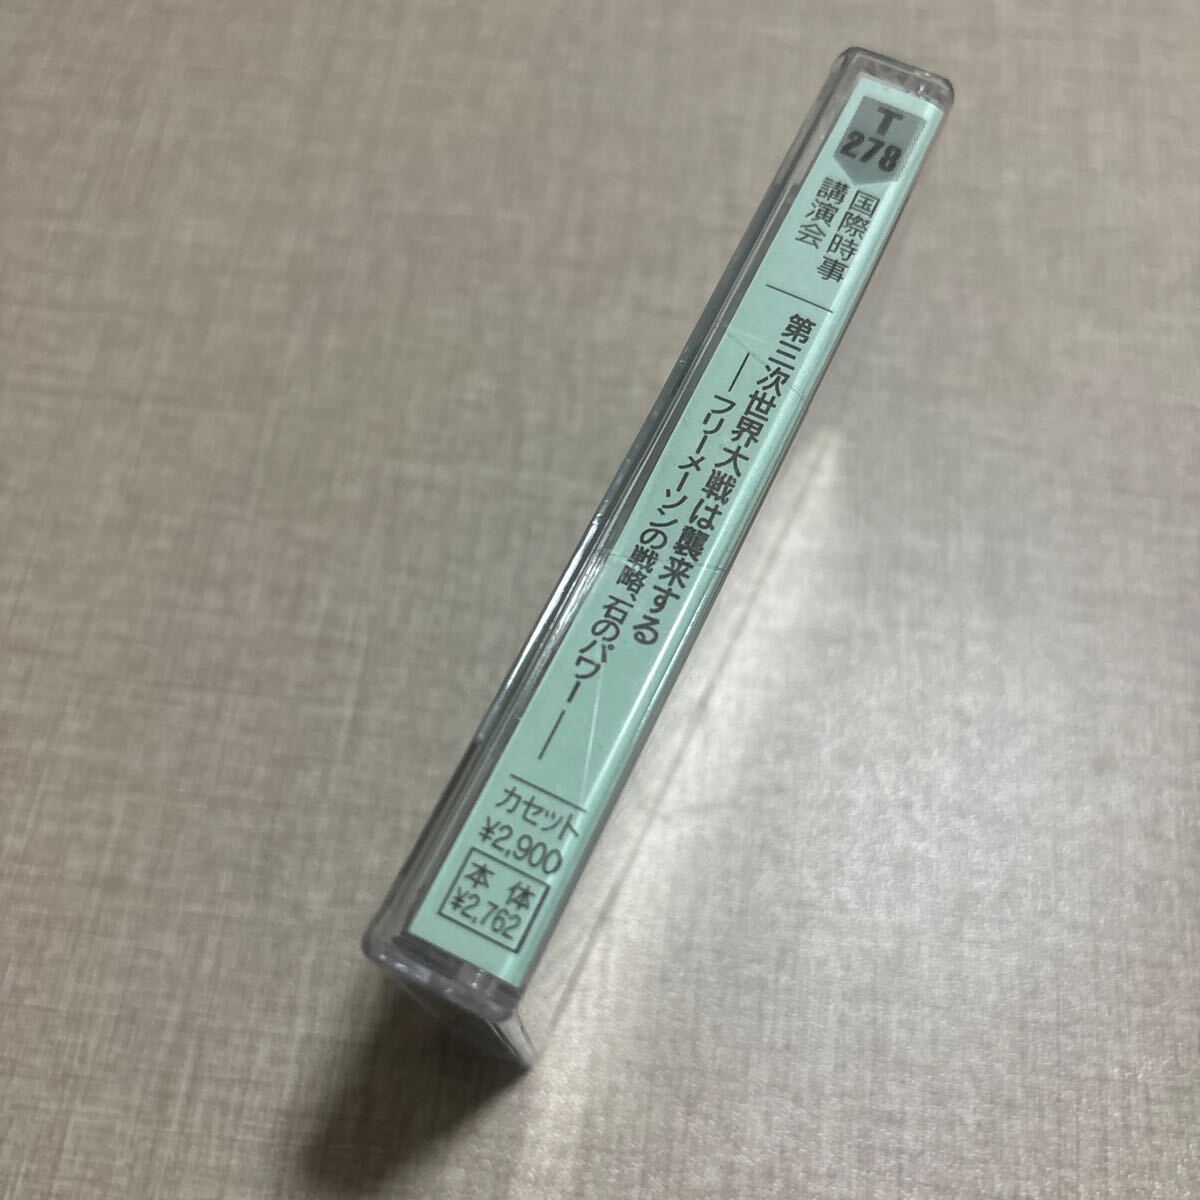 T
278
国際時事
講演会
第三次世界大戦は襲来する
──フリーメーソンの戦略、石のパワー──
カセット
¥2,900
本体
¥2,762